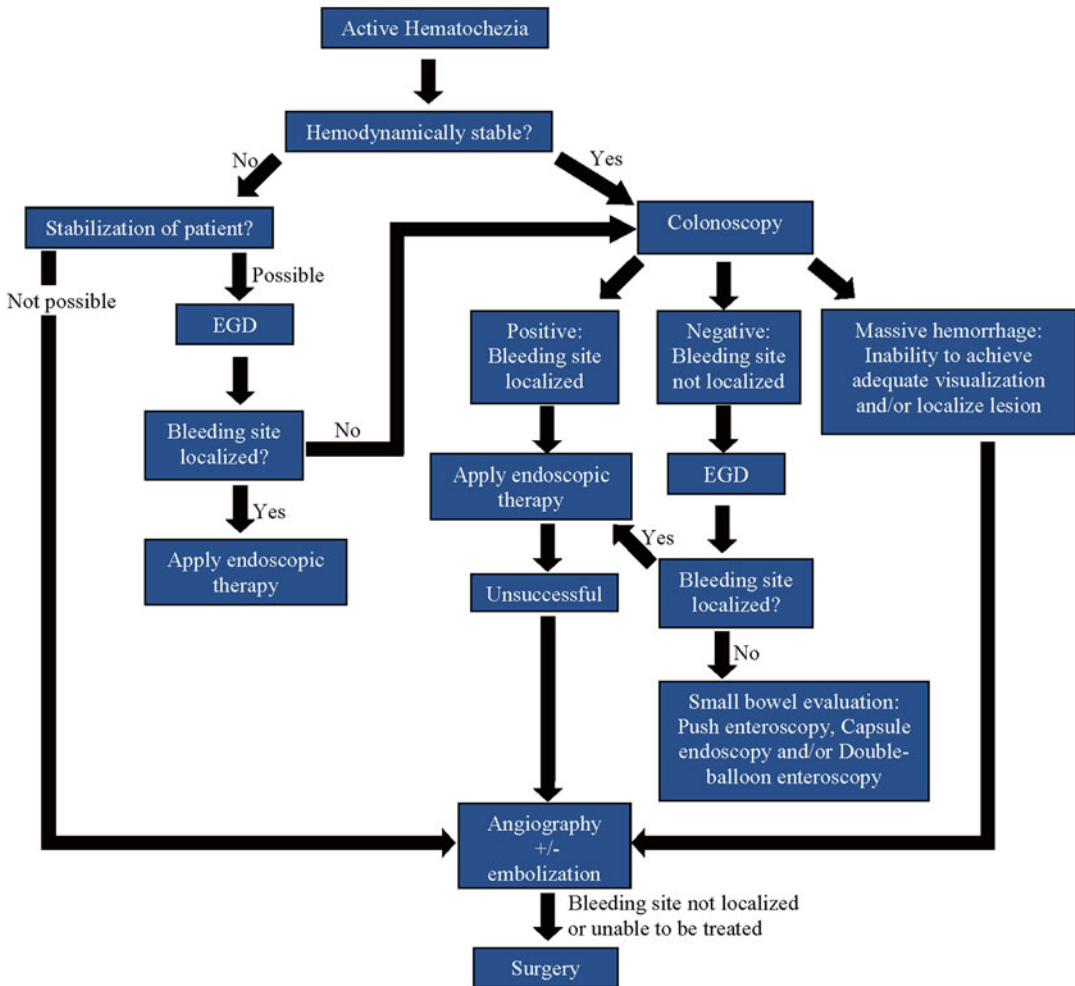 Active Hematochezia
Hemodynamically stable?
No
Yes
Stabilization of patient?
Colonoscopy
Possible
Not possible
EGD
Positive:
Bleeding site
localized
Negative:
Bleeding site
not localized
Massive hemorrhage:
Inability to achieve
adequate visualization
and/or localize lesion
Bleeding site
localized?
No
Yes
Apply endoscopic
therapy
Apply endoscopic
therapy
EGD
Yes
Unsuccessful
Bleeding site
localized?
No
Small bowel evaluation:
Push enteroscopy, Capsule
endoscopy and/or Double-
balloon enteroscopy
Angiography
+/-
embolization
Bleeding site not localized
or unable to be treated
Surgery